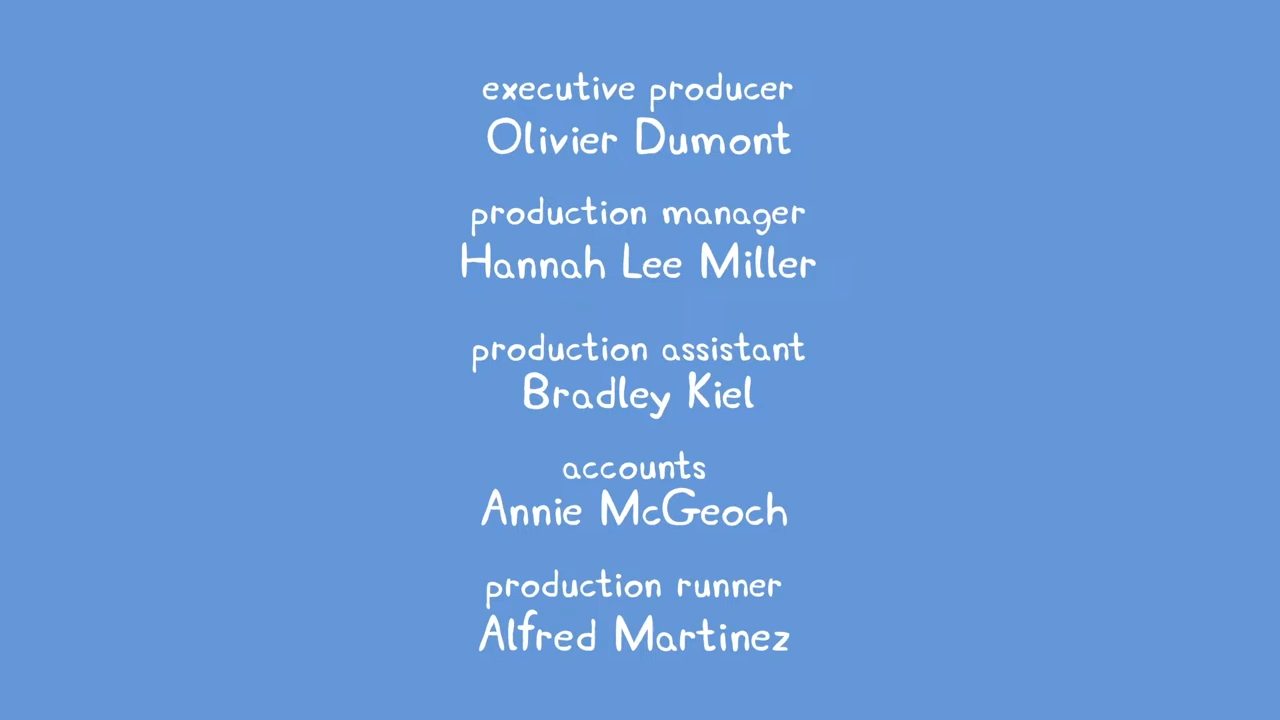 executive producer
Olivier Dumont
production manager
Hannah Lee Miller
production assistant
Bradley Kiel
accounts
Annie McGeoch
production runner
Alfred Martinez